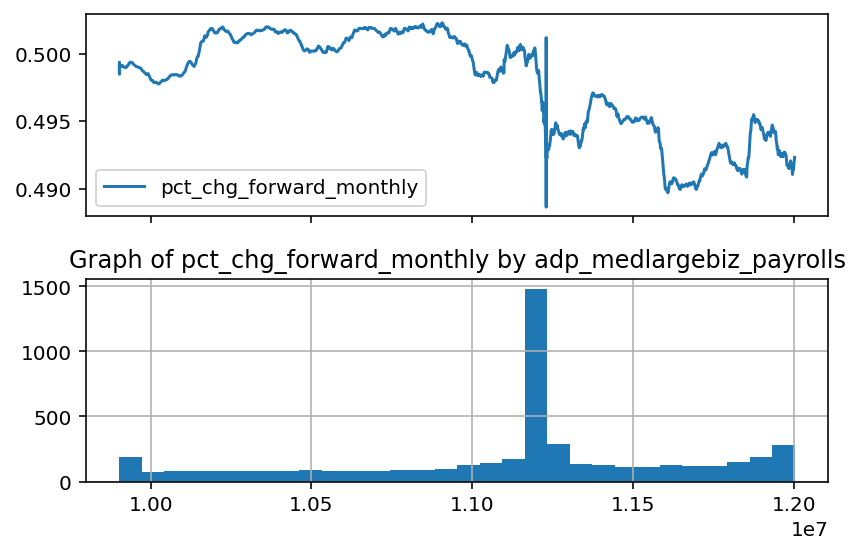 0.500
0.495
0.490
pct_chg_forward_monthly
Graph of pct_chg_forward_monthly by adp_medlargebiz_payrolls
1500
1000
500
0
1.00 1.05 1.10 1.15 1.20
1e7